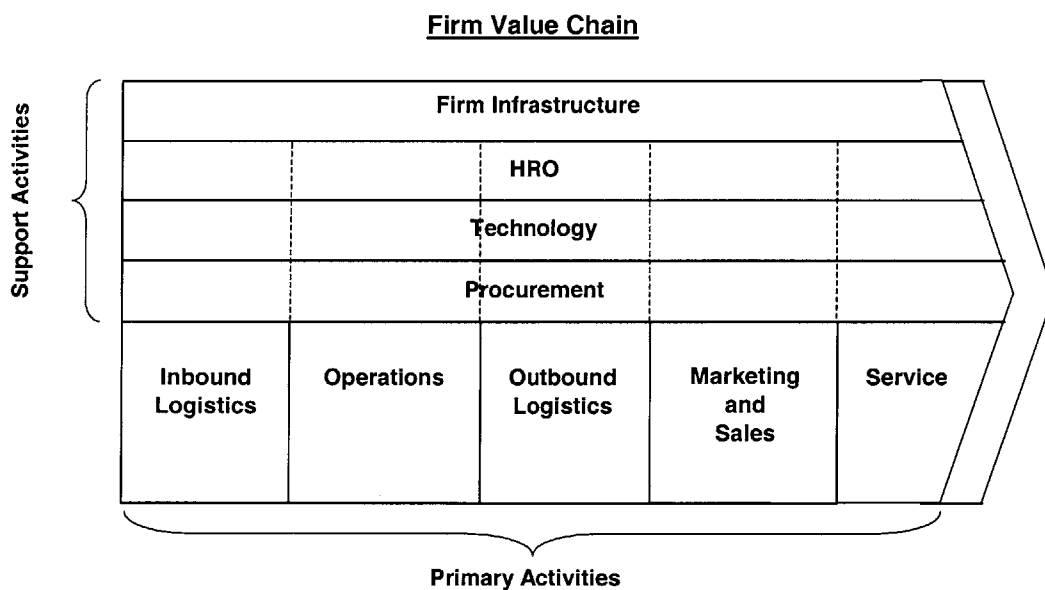 Firm Value Chain
Support Activities
Firm Infrastructure
HRO
Technology
Procurement
Inbound
Logistics
Operations
Outbound
Logistics
Marketing
and
Sales
Service
Primary Activities